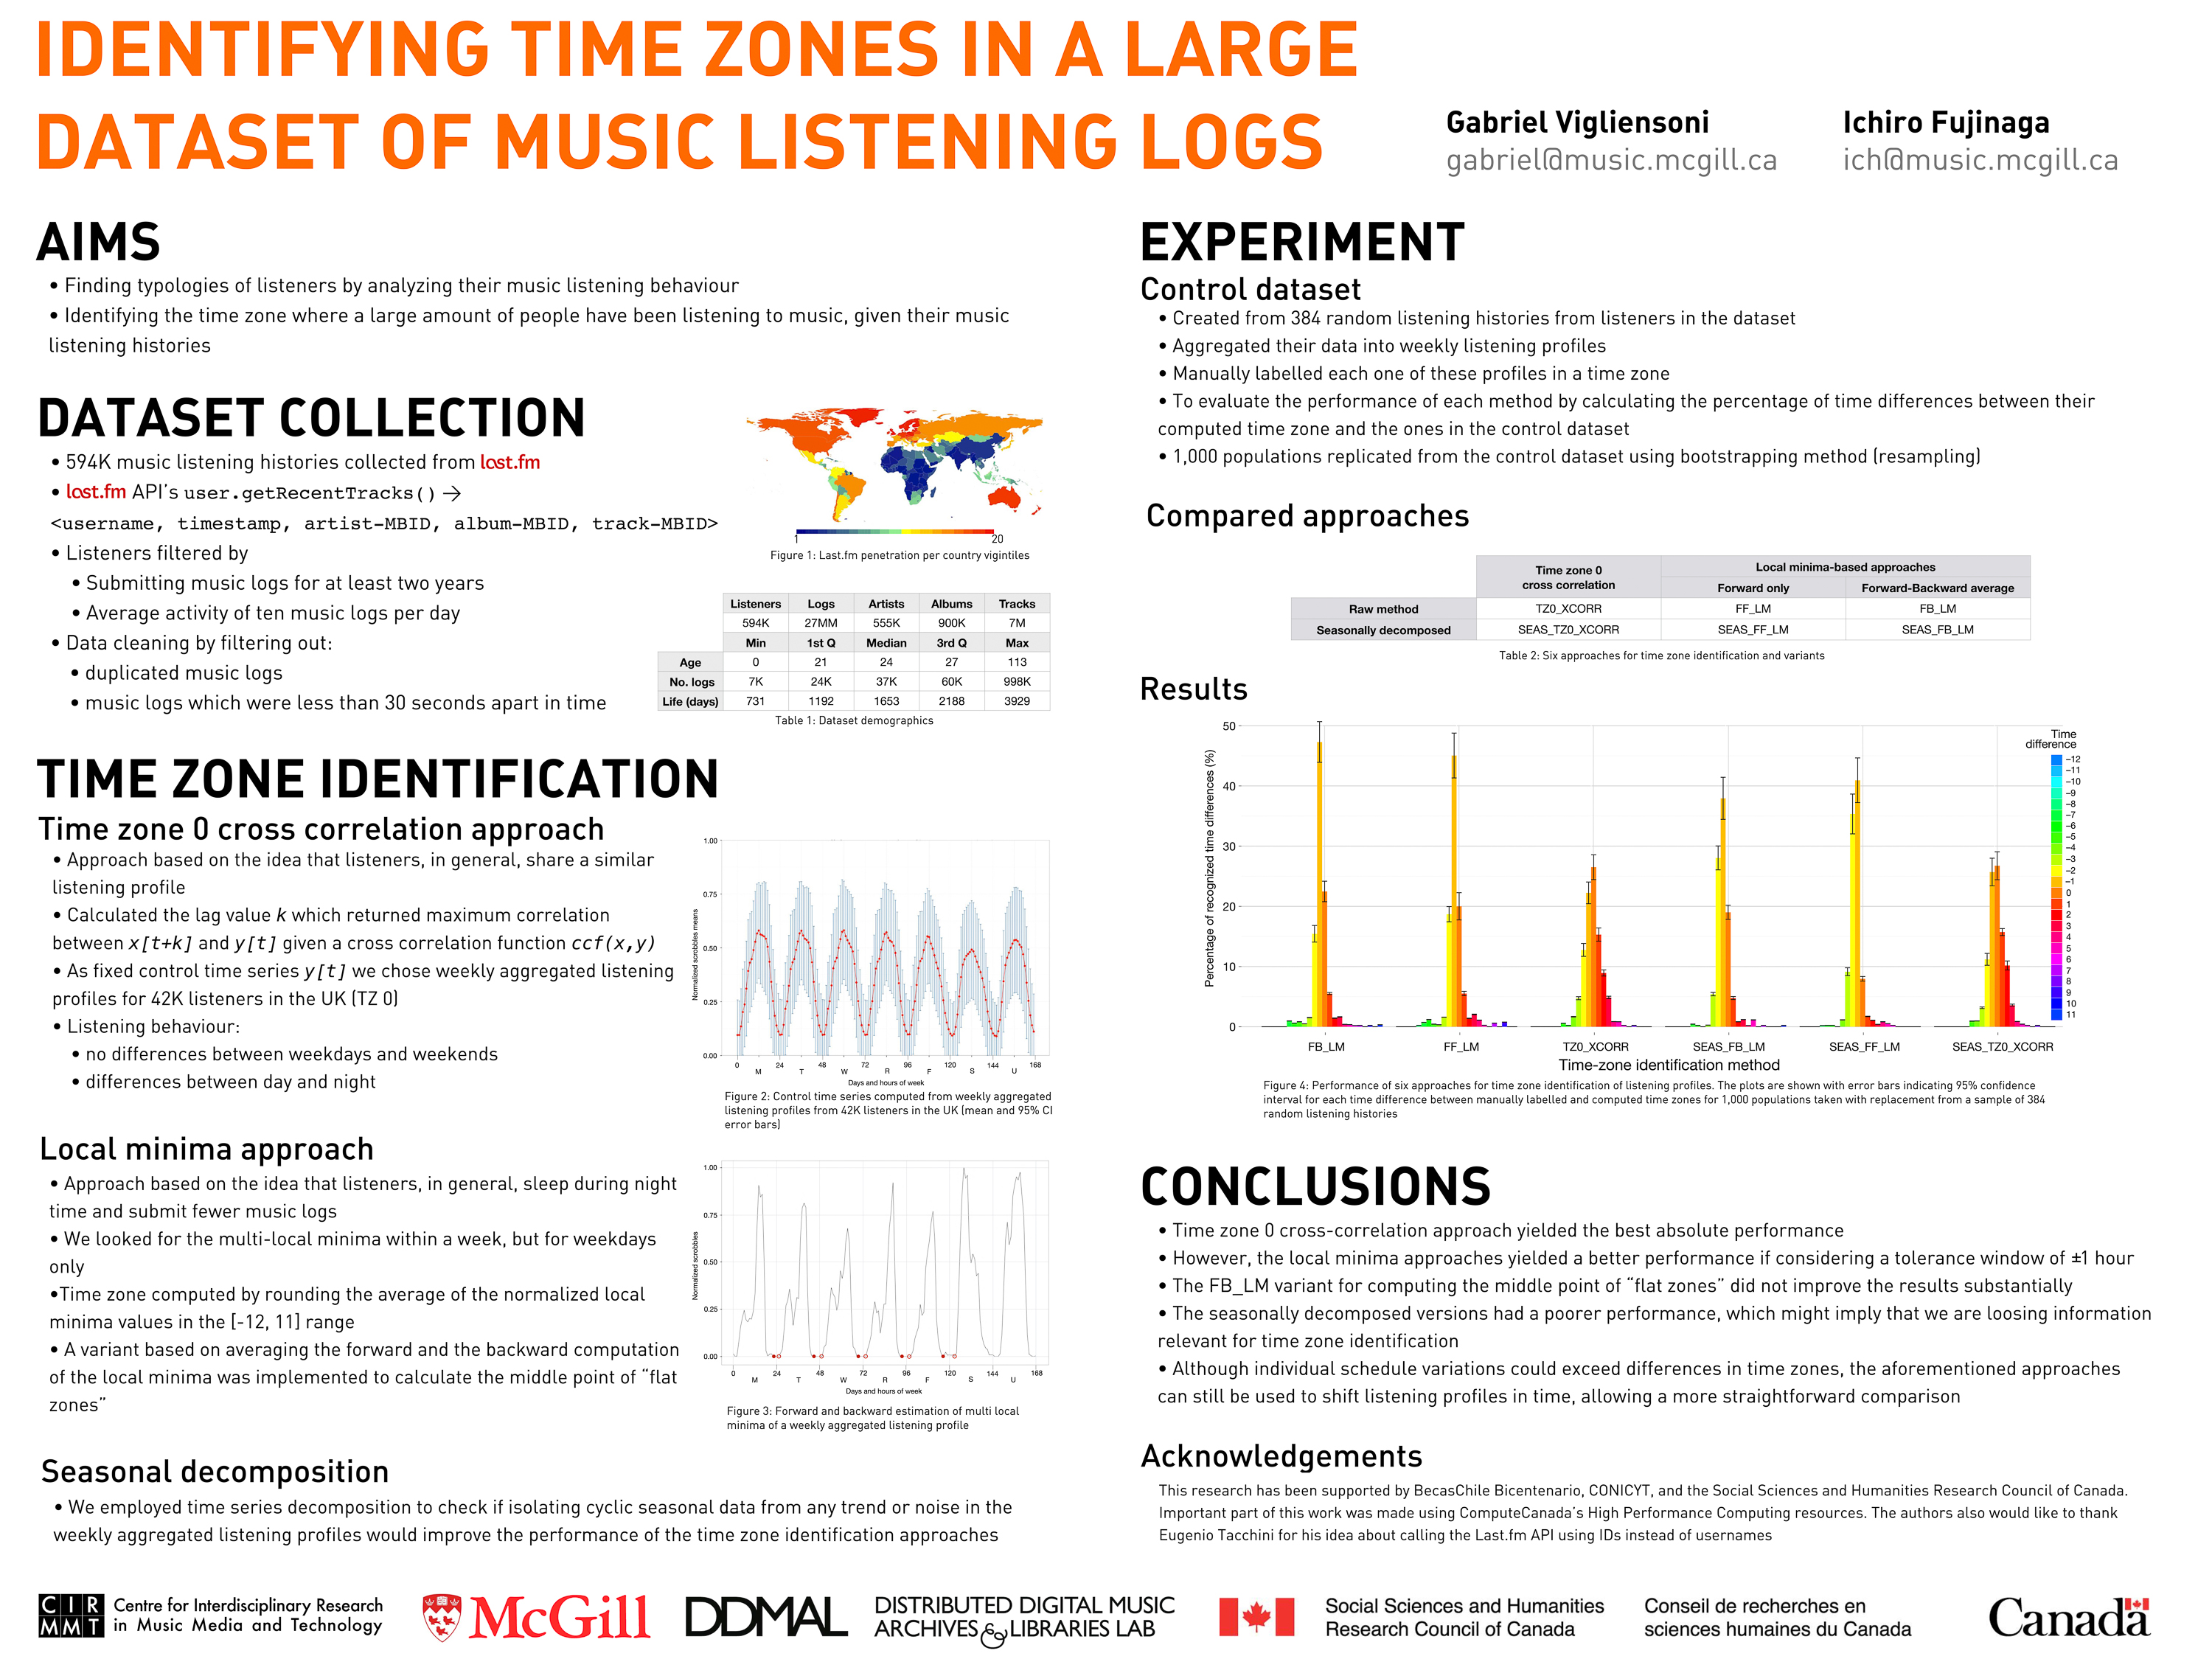 IDENTIFYING TIME ZONES IN A LARGE
DATASET OF MUSIC LISTENING LOGS
Gabriel Vigliensoni
gabriel@music.mcgill.ca
Ichiro Fujinaga
ich@music.mcgill.ca
AIMS
• Finding typologies of listeners by analyzing their music listening behaviour
• Identifying the time zone where a large amount of people have been listening to music, given their music
listening histories
DATASET COLLECTION
• 594K music listening histories collected from last.fm
• last.fm API's user.getRecentTracks() →
<username, timestamp, artist-MBID, album-MBID, track-MBID>
• Listeners filtered by
• Submitting music logs for at least two years
• Average activity of ten music logs per day
• Data cleaning by filtering out:
• duplicated music logs
• music logs which were less than 30 seconds apart in time
1 20
Figure 1: Last.fm penetration per country vigintiles
Listeners Logs Artists Albums Tracks
594K 27MM 555K 900K 7M
Min 1st Q Median 3rd Q Max
Age 0 21 24 27 113
No. logs 7K 24K 37K 60K 998K
Life (days) 731 1192 1653 2188 3929
Table 1: Dataset demographics
TIME ZONE IDENTIFICATION
Time zone 0 cross correlation approach
• Approach based on the idea that listeners, in general, share a similar
listening profile
• Calculated the lag value k which returned maximum correlation
between x[t+k] and y[t] given a cross correlation function ccf(x,y)
• As fixed control time series y[t] we chose weekly aggregated listening
profiles for 42K listeners in the UK (TZ 0)
• Listening behaviour:
• no differences between weekdays and weekends
• differences between day and night
Normalized scrobbles means
1.00
0.75
0.50
0.25
0.00
0 24 48 72 96 120 144 168
M T W R F S U
Days and hours of week
Figure 2: Control time series computed from weekly aggregated
listening profiles from 42K listeners in the UK (mean and 95% CI
error bars)
Local minima approach
• Approach based on the idea that listeners, in general, sleep during night
time and submit fewer music logs
• We looked for the multi-local minima within a week, but for weekdays
only
•Time zone computed by rounding the average of the normalized local
minima values in the [-12, 11] range
• A variant based on averaging the forward and the backward computation
of the local minima was implemented to calculate the middle point of "flat
zones"
Normalized scrobbles
1.00
0.75
0.50
0.25
0.00
0 24 48 72 96 120 144 168
M T W R F S U
Days and hours of week
Figure 3: Forward and backward estimation of multi local
minima of a weekly aggregated listening profile
Seasonal decomposition
• We employed time series decomposition to check if isolating cyclic seasonal data from any trend or noise in the
weekly aggregated listening profiles would improve the performance of the time zone identification approaches
EXPERIMENT
Control dataset
• Created from 384 random listening histories from listeners in the dataset
• Aggregated their data into weekly listening profiles
• Manually labelled each one of these profiles in a time zone
• To evaluate the performance of each method by calculating the percentage of time differences between their
computed time zone and the ones in the control dataset
• 1,000 populations replicated from the control dataset using bootstrapping method (resampling)
Compared approaches
Time zone 0
cross correlation
Local minima-based approaches
Forward only Forward-Backward average
Raw method TZ0_XCORR FF_LM FB_LM
Seasonally decomposed SEAS_TZ0_XCORR SEAS_FF_LM SEAS_FB_LM
Table 2: Six approaches for time zone identification and variants
Results
Percentage of recognized time differences (%)
50
40
30
20
10
0
FB_LM FF_LM TZ0_XCORR SEAS_FB_LM SEAS_FF_LM SEAS_TZ0_XCORR
Time-zone identification method
Time
difference
−12
−11
−10
−9
−8
−7
−6
−5
−4
−3
−2
−1
0
1
2
3
4
5
6
7
8
9
10
11
Figure 4: Performance of six approaches for time zone identification of listening profiles. The plots are shown with error bars indicating 95% confidence
interval for each time difference between manually labelled and computed time zones for 1,000 populations taken with replacement from a sample of 384
random listening histories
CONCLUSIONS
• Time zone 0 cross-correlation approach yielded the best absolute performance
• However, the local minima approaches yielded a better performance if considering a tolerance window of ±1 hour
• The FB_LM variant for computing the middle point of "flat zones" did not improve the results substantially
• The seasonally decomposed versions had a poorer performance, which might imply that we are loosing information
relevant for time zone identification
• Although individual schedule variations could exceed differences in time zones, the aforementioned approaches
can still be used to shift listening profiles in time, allowing a more straightforward comparison
Acknowledgements
This research has been supported by BecasChile Bicentenario, CONICYT, and the Social Sciences and Humanities Research Council of Canada.
Important part of this work was made using ComputeCanada's High Performance Computing resources. The authors also would like to thank
Eugenio Tacchini for his idea about calling the Last.fm API using IDs instead of usernames
CIRMMT
Centre for Interdisciplinary Research
in Music Media and Technology
McGill
DDMAL
DISTRIBUTED DIGITAL MUSIC
ARCHIVES & LIBRARIES LAB
Social Sciences and Humanities
Research Council of Canada
Conseil de recherches en
sciences humaines du Canada
Canada